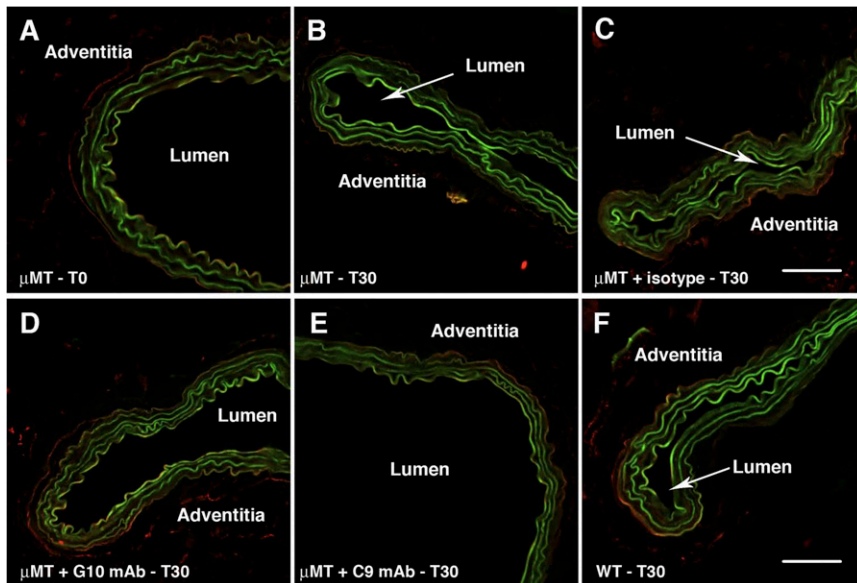 A
Adventitia
Lumen
μMT - T0
B
Lumen
Adventitia
μMT - T30
C
Lumen
Adventitia
μMT + isotype - T30
D
Lumen
Adventitia
μMT + G10 mAb - T30
E
Adventitia
Lumen
μMT + C9 mAb - T30
F
Adventitia
Lumen
WT - T30